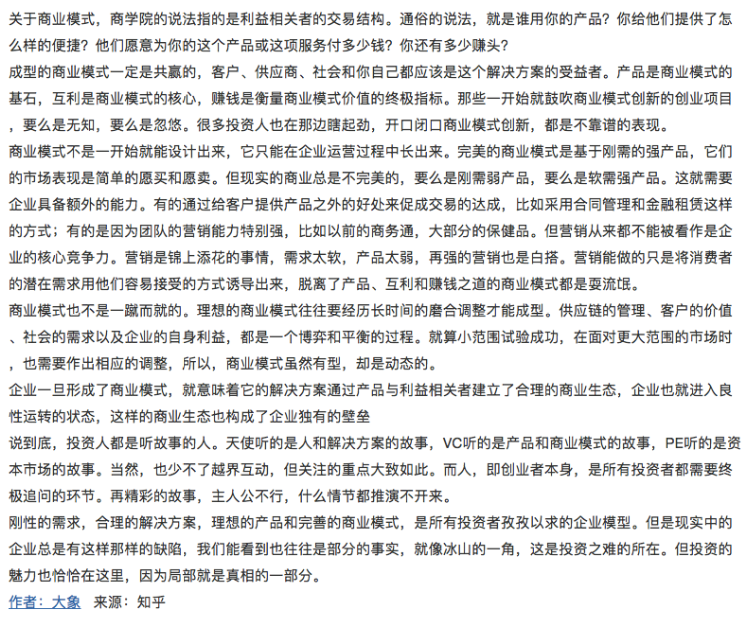 关于商业模式，商学院的说法指的是利益相关者的交易结构。通俗的说法，就是谁用你的产品？你给他们提供了怎
么样的便捷？他们愿意为你的这个产品或这项服务付多少钱？你还有多少赚头？
成型的商业模式一定是共赢的，客户、供应商、社会和你自己都应该是这个解决方案的受益者。产品是商业模式的
基石，互利是商业模式的核心，赚钱是衡量商业模式价值的终极指标。那些一开始就鼓吹商业模式创新的创业项目
，要么是无知，要么是忽悠。很多投资人也在那边瞎起劲，开口闭口商业模式创新，都是不靠谱的表现。
商业模式不是一开始就能设计出来，它只能在企业运营过程中长出来。完美的商业模式是基于刚需的强产品，它们
的市场表现是简单的愿买和愿卖。但现实的商业总是不完美的，要么是刚需弱产品，要么是软需强产品。这就需要
企业具备额外的能力。有的通过给客户提供产品之外的好处来促成交易的达成，比如采用合同管理和金融租赁这样
的方式；有的是因为团队的营销能力特别强，比如以前的商务通，大部分的保健品。但营销从来都不能被看作是企
业的核心竞争力。营销是锦上添花的事情，需求太软，产品太弱，再强的营销也是白搭。营销能做的只是将消费者
的潜在需求用他们容易接受的方式诱导出来，脱离了产品、互利和赚钱之道的商业模式都是耍流氓。
商业模式也不是一蹴而就的。理想的商业模式往往要经历长时间的磨合调整才能成型。供应链的管理、客户的价值
、社会的需求以及企业的自身利益，都是一个博弈和平衡的过程。就算小范围试验成功，在面对更大范围的市场时
，也需要作出相应的调整，所以，商业模式虽然有型，却是动态的。
企业一旦形成了商业模式，就意味着它的解决方案通过产品与利益相关者建立了合理的商业生态，企业也就进入良
性运转的状态，这样的商业生态也构成了企业独有的壁垒
说到底，投资人都是听故事的人。天使听的是人和解决方案的故事，VC听的是产品和商业模式的故事，PE听的是资
本市场的故事。当然，也少不了越界互动，但关注的重点大致如此。而人，即创业者本身，是所有投资者都需要终
极追问的环节。再精彩的故事，主人公不行，什么情节都推演不开来。
刚性的需求，合理的解决方案，理想的产品和完善的商业模式，是所有投资者孜孜以求的企业模型。但是现实中的
企业总是有这样那样的缺陷，我们能看到也往往是部分的事实，就像冰山的一角，这是投资之难的所在。但投资的
魅力也恰恰在这里，因为局部就是真相的一部分。
作者：大象 来源：知乎